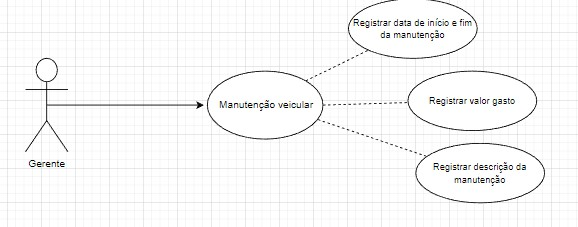 Registrar data de início e fim
da manutenção
Manutenção veicular
Registrar valor gasto
Gerente
Registrar descrição da
manutenção